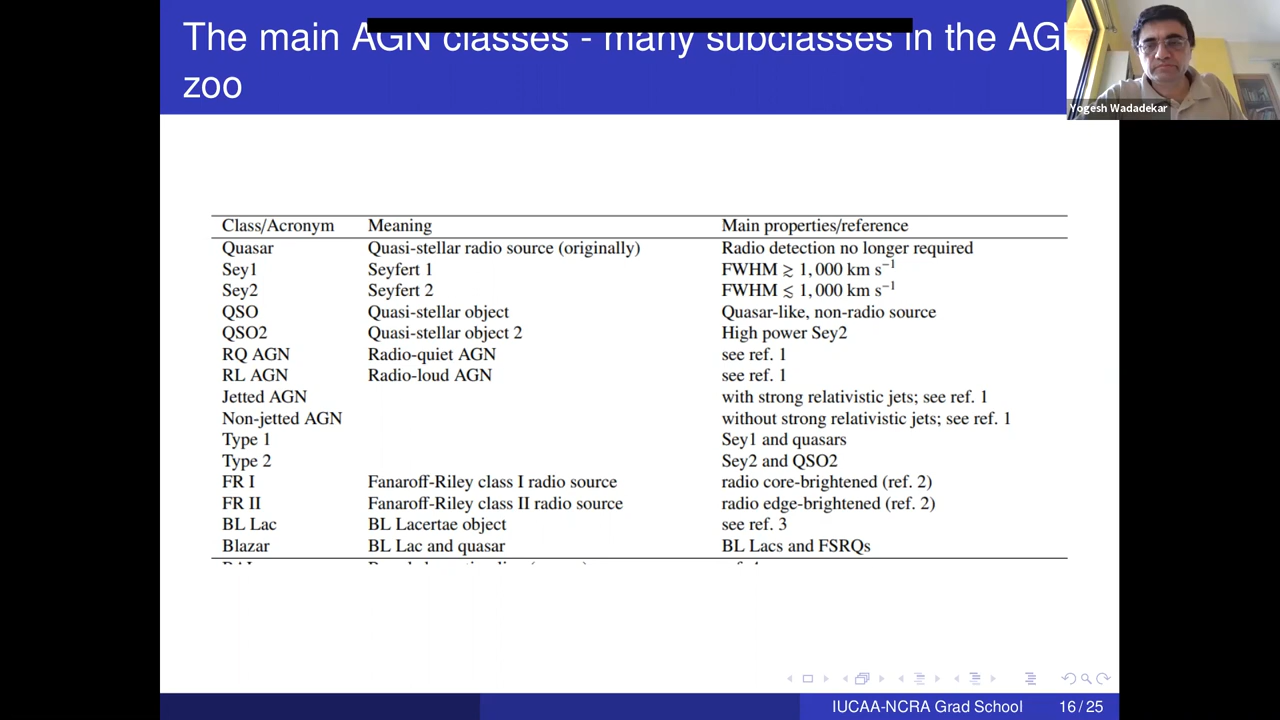 The main AGN classes - many subclasses in the AG
zoo
Yogesh Wadadekar
Class/Acronym Meaning Main properties/reference
Quasar Quasi-stellar radio source (originally) Radio detection no longer required
Sey1 Seyfert 1 FWHM ≳ 1,000 km s⁻¹
Sey2 Seyfert 2 FWHM ≲ 1,000 km s⁻¹
QSO Quasi-stellar object Quasar-like, non-radio source
QSO2 Quasi-stellar object 2 High power Sey2
RQ AGN Radio-quiet AGN see ref. 1
RL AGN Radio-loud AGN see ref. 1
Jetted AGN with strong relativistic jets; see ref. 1
Non-jetted AGN without strong relativistic jets; see ref. 1
Type 1 Sey1 and quasars
Type 2 Sey2 and QSO2
FR I Fanaroff-Riley class I radio source radio core-brightened (ref. 2)
FR II Fanaroff-Riley class II radio source radio edge-brightened (ref. 2)
BL Lac BL Lacertae object see ref. 3
Blazar BL Lac and quasar BL Lacs and FSRQs
IUCAA-NCRA Grad School 16 / 25